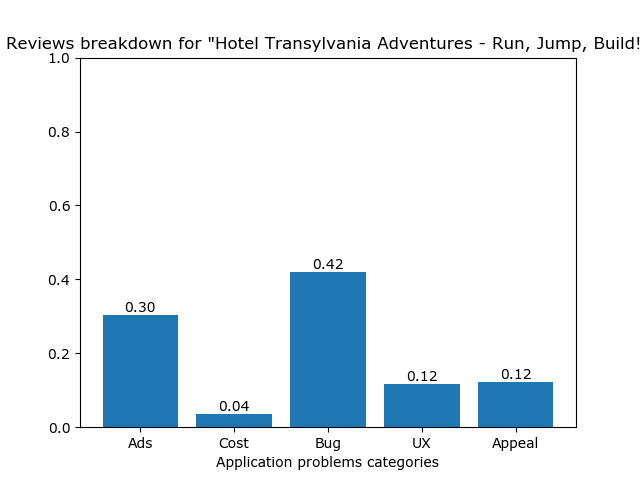 Reviews breakdown for "Hotel Transylvania Adventures - Run, Jump, Build!
1.0
0.8
0.6
0.4
0.2
0.0
0.30
0.04
0.42
0.12
0.12
Ads
Cost
Bug
UX
Appeal
Application problems categories